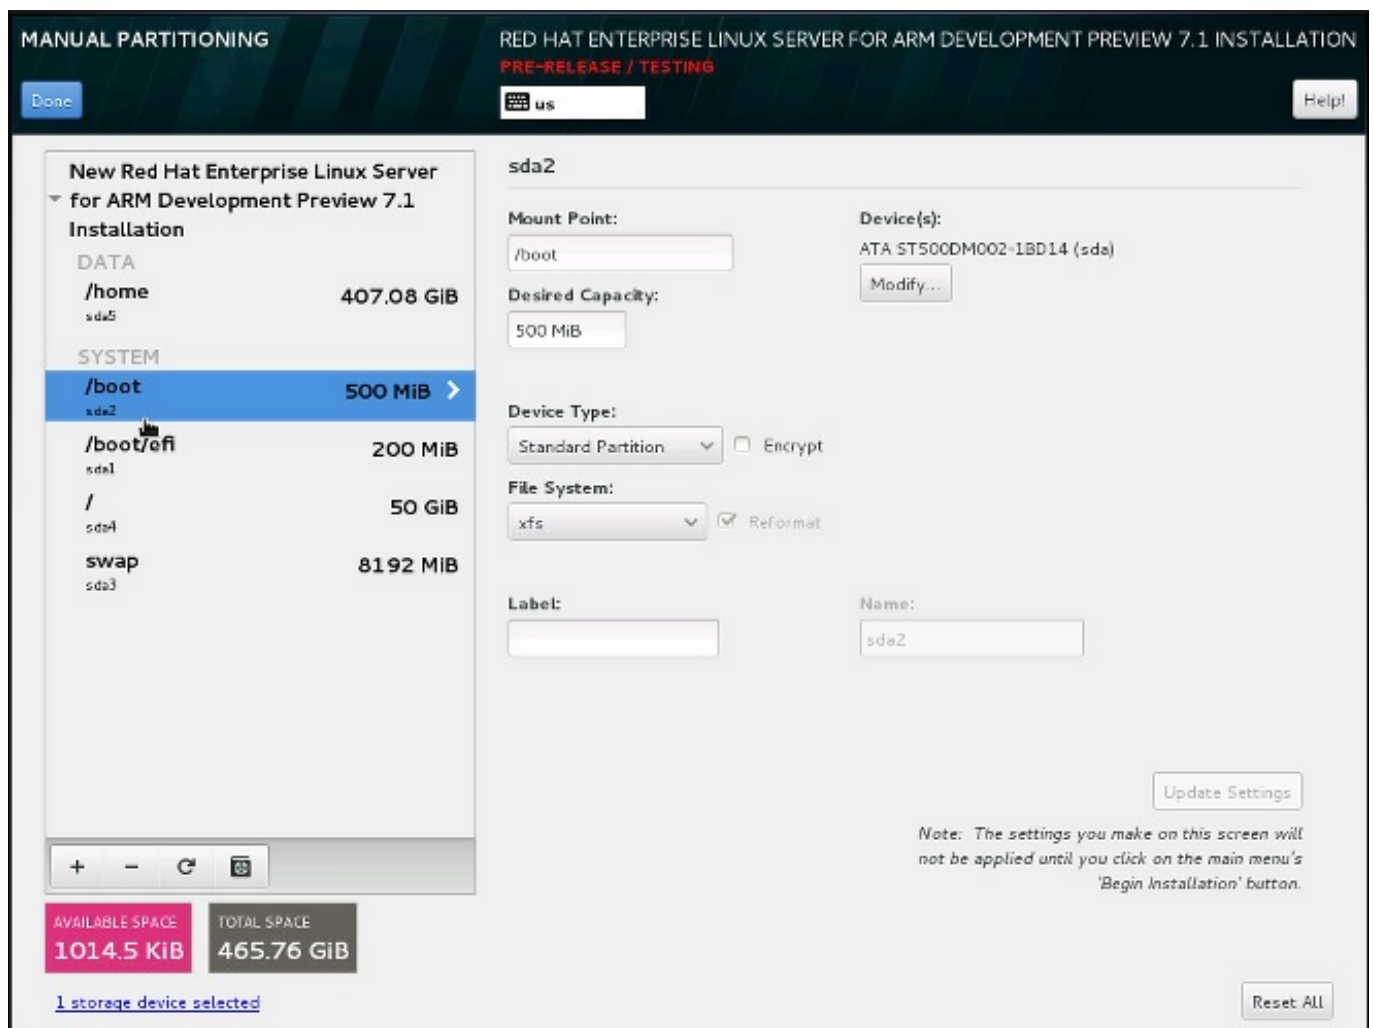 MANUAL PARTITIONING
RED HAT ENTERPRISE LINUX SERVER FOR ARM DEVELOPMENT PREVIEW 7.1 INSTALLATION
PRE-RELEASE / TESTING
Done
us
Help!
New Red Hat Enterprise Linux Server
for ARM Development Preview 7.1
Installation
DATA
/home
407.08 GiB
sda5
SYSTEM
/boot
500 MiB
sda2
/boot/efi
200 MiB
sda1
/
50 GiB
sda4
swap
8192 MiB
sda3
sda2
Mount Point:
/boot
Desired Capacity:
500 MiB
Device(s):
ATA ST500DM002-1BD14 (sda)
Modify...
Device Type:
Standard Partition
Encrypt
File System:
xfs
Reformat
Label:
Name:
sda2
Update Settings
Note: The settings you make on this screen will
not be applied until you click on the main menu's
'Begin Installation' button.
+ -
AVAILABLE SPACE
1014.5 KiB
TOTAL SPACE
465.76 GiB
1 storage device selected
Reset All